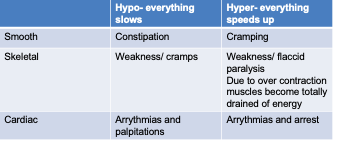 Hypo- everything slows
Hyper- everything speeds up
Smooth
Constipation
Cramping
Skeletal
Weakness/ cramps
Weakness/ flaccid
paralysis
Due to over contraction
muscles become totally
drained of energy
Cardiac
Arrythmias and
palpitations
Arrythmias and arrest